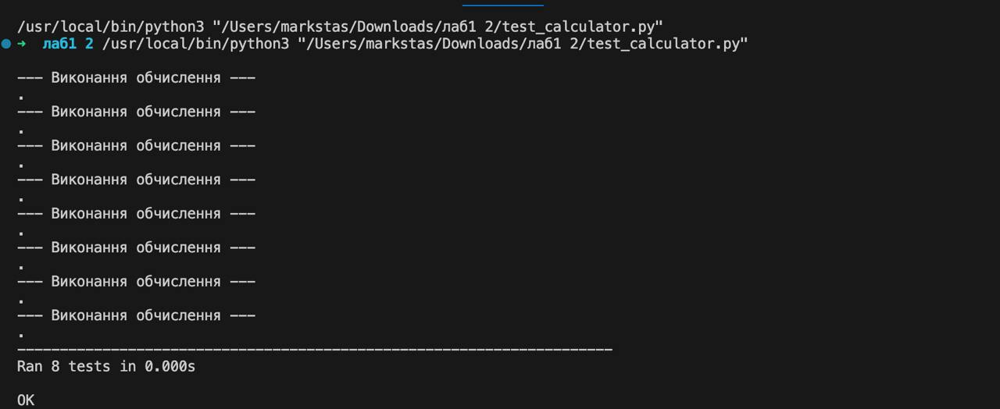 /usr/local/bin/python3 "/Users/markstas/Downloads/лаб1 2/test_calculator.py"
➜  лаб1 2 /usr/local/bin/python3 "/Users/markstas/Downloads/лаб1 2/test_calculator.py"
--- Виконання обчислення ---
.
--- Виконання обчислення ---
.
--- Виконання обчислення ---
.
--- Виконання обчислення ---
.
--- Виконання обчислення ---
.
--- Виконання обчислення ---
.
--- Виконання обчислення ---
.
--- Виконання обчислення ---
.
----------------------------------------------------------------------
Ran 8 tests in 0.000s
OK